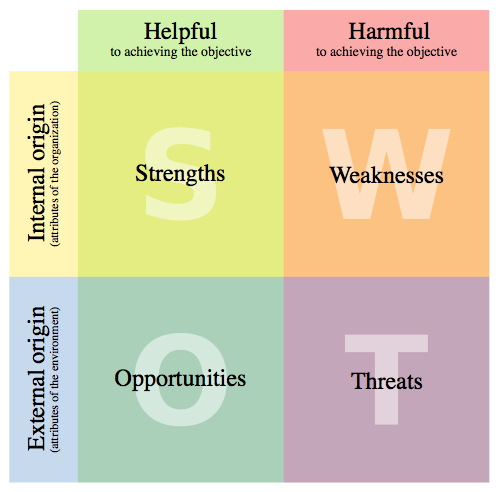 Helpful
to achieving the objective
Harmful
to achieving the objective
Internal origin
(attributes of the organization)
S
Strengths
W
Weaknesses
External origin
(attributes of the environment)
O
Opportunities
T
Threats